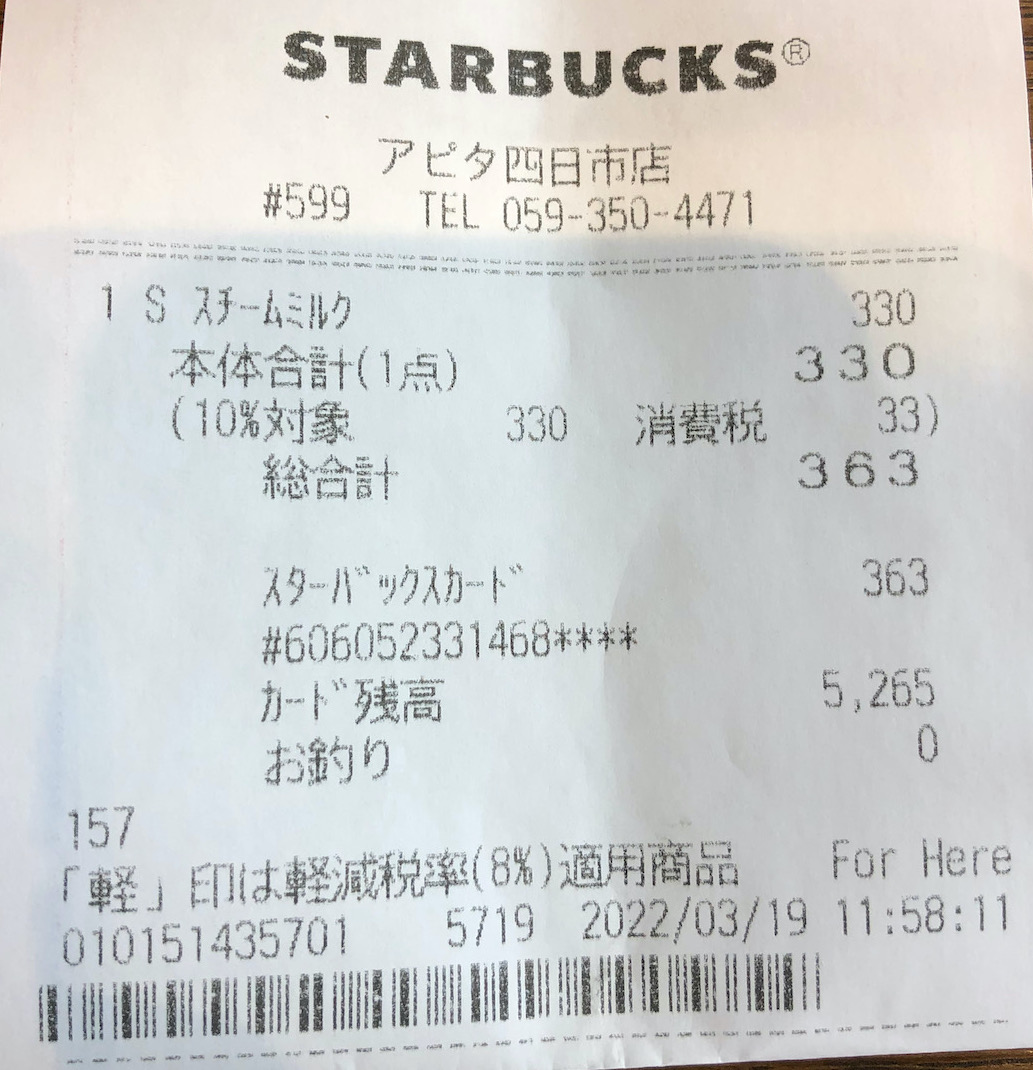 STARBUCKS®
アピタ四日市店
#599 TEL 059-350-4471
1 S ｽﾁｰﾑﾐﾙｸ 330
本体合計(1点) 330
(10%対象 330 消費税 33)
総合計 363
ｽﾀｰﾊﾞｯｸｽｶｰﾄﾞ 363
#606052331468****
ｶｰﾄﾞ残高 5,265
お釣り 0
157
「軽」印は軽減税率(8%)適用商品 For Here
010151435701 5719 2022/03/19 11:58:11